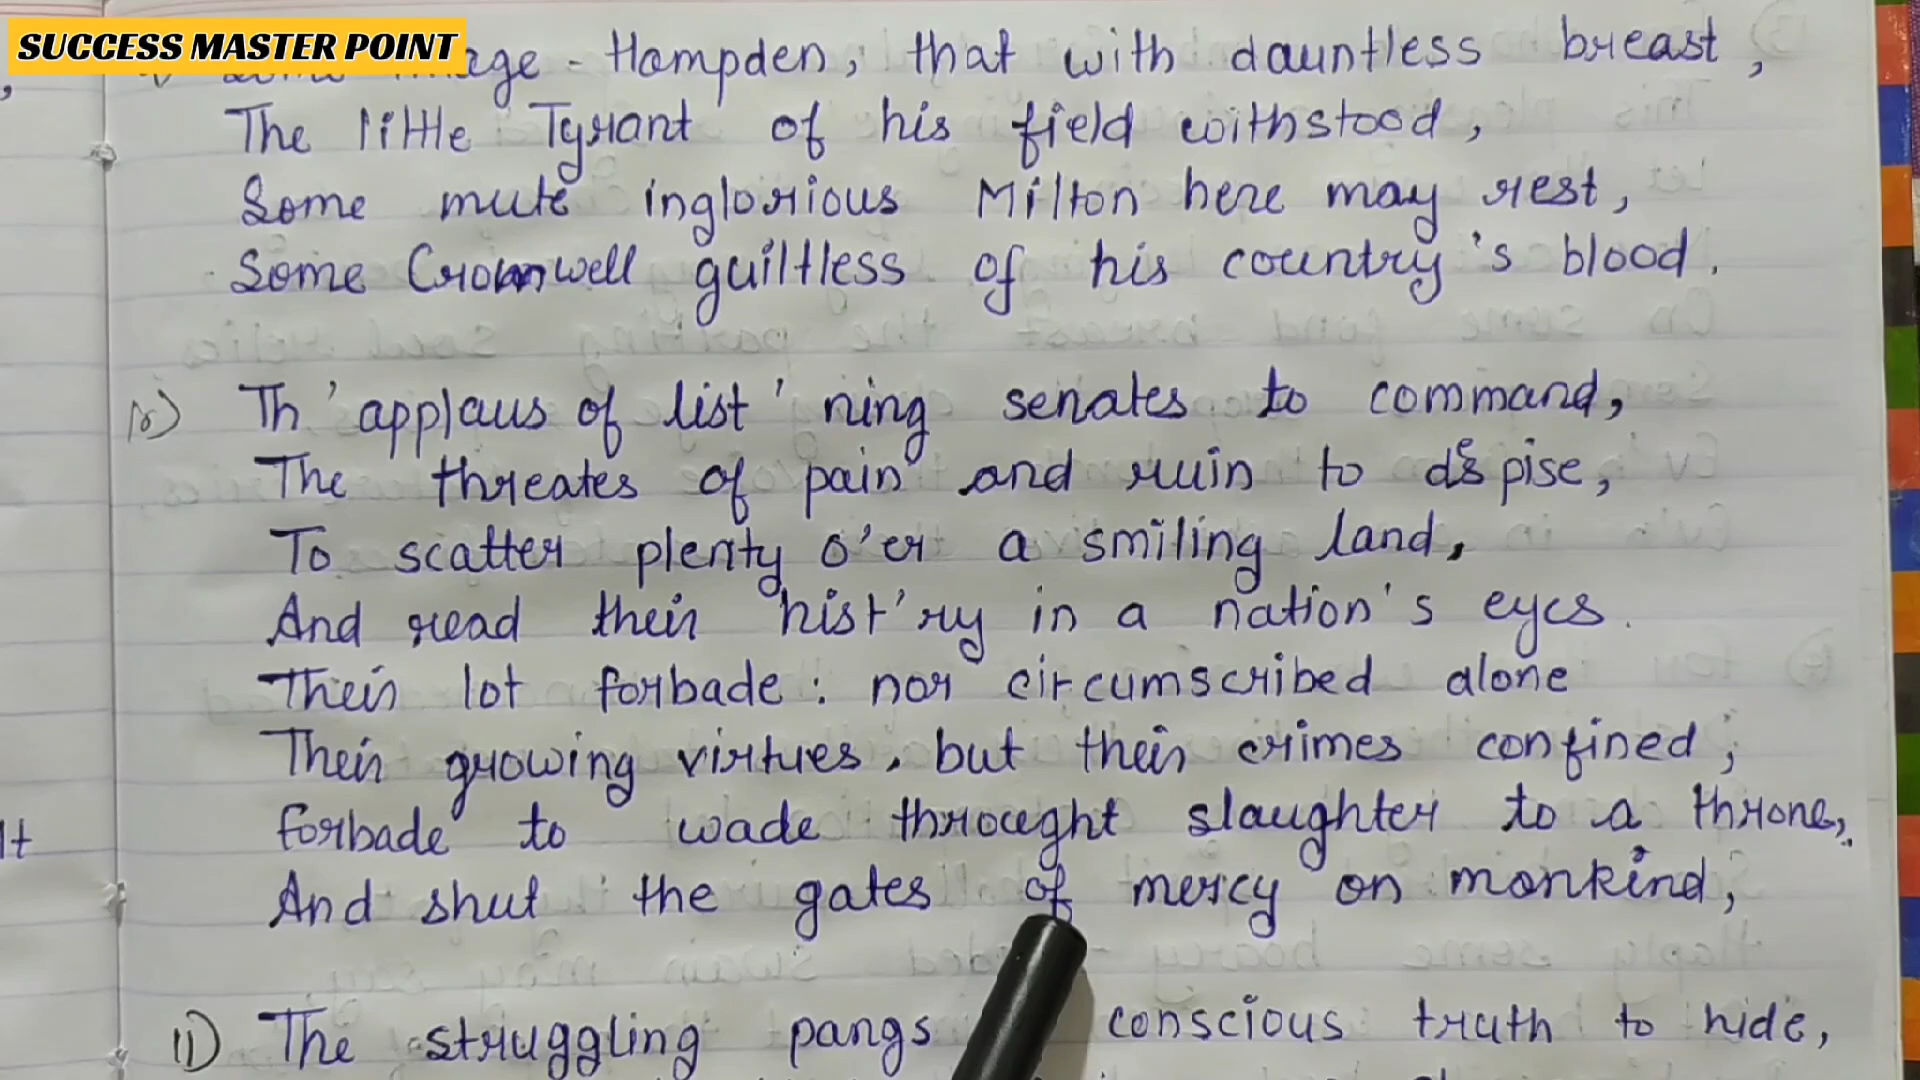 SUCCESS MASTER POINT
Hampden, that with dauntless breast,
The little Tyrant of his field withstood,
Some mute inglorious Milton here may rest,
Some Cromwell guiltless of his country's blood.
10) Th' applaus of list'ning senates to command,
The threates of pain and ruin to despise,
To scatter plenty o'er a smiling land,
And read their hist'ry in a nation's eyes.
Their lot forbade: nor circumscribed alone
Their growing virtues, but their crimes confined;
forbade to wade throught slaughter to a throne,
And shut the gates of mercy on mankind,
11) The struggling pangs conscious truth to hide,
lt